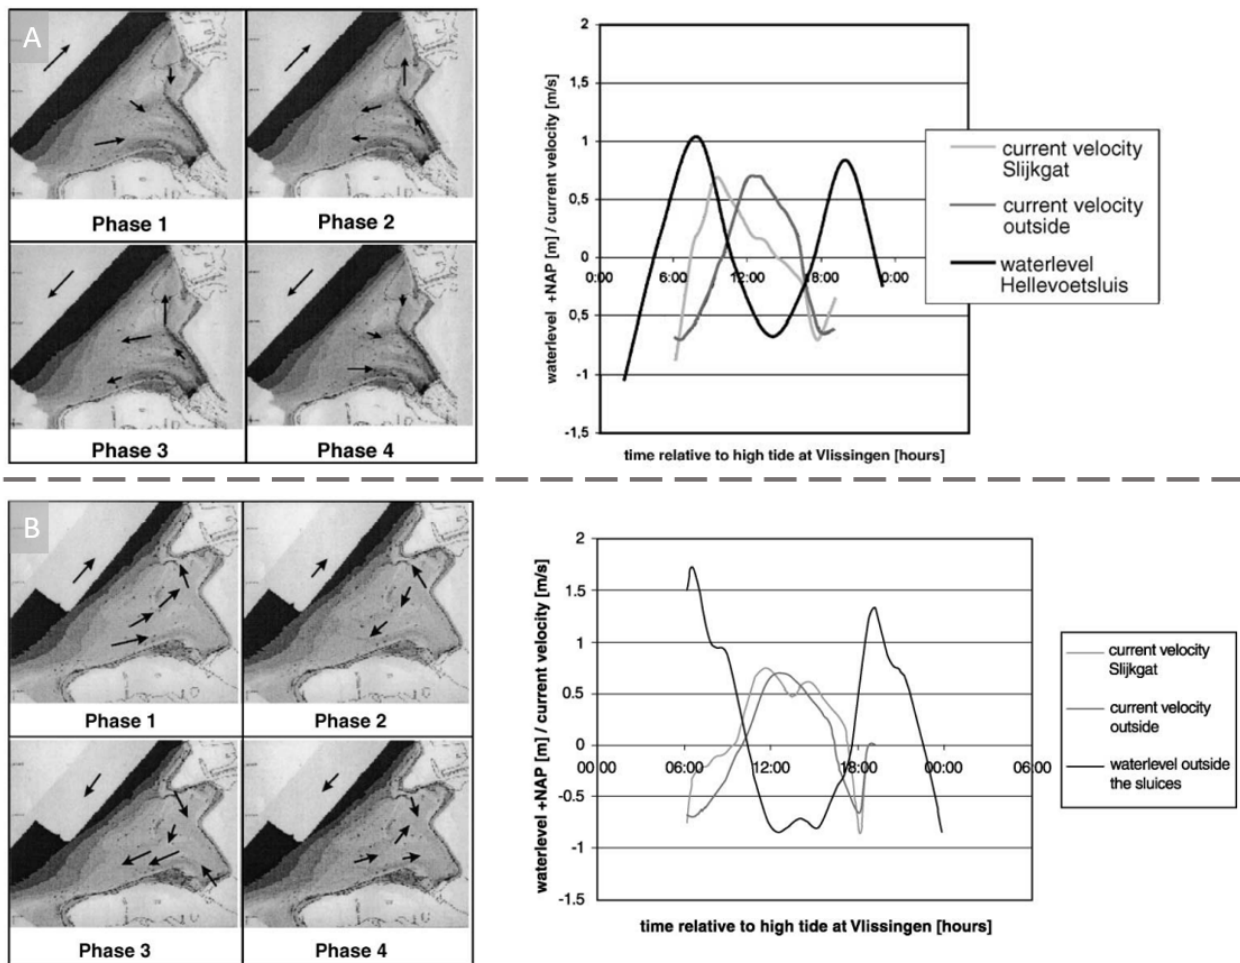 A
Phase 1
Phase 2
Phase 3
Phase 4
waterlevel +NAP [m] / current velocity [m/s]
2
1,5
1
0.5
0
0,5
-1
-1,5
0:00
6:00
12:00
18:00
0:00
time relative to high tide at Vlissingen [hours]
current velocity
Slijkgat
current velocity
outside
waterlevel
Hellevoetsluis
B
Phase 1
Phase 2
Phase 3
Phase 4
waterlevel +NAP [m] / current velocity [m/s]
2
1.5
1
0.5
0
-0.5
-1
-1.5
00:00
06:00
12:00
18:00
00:00
06:00
time relative to high tide at Vlissingen [hours]
current velocity
Slijkgat
current velocity
outside
waterlevel outside
the sluices